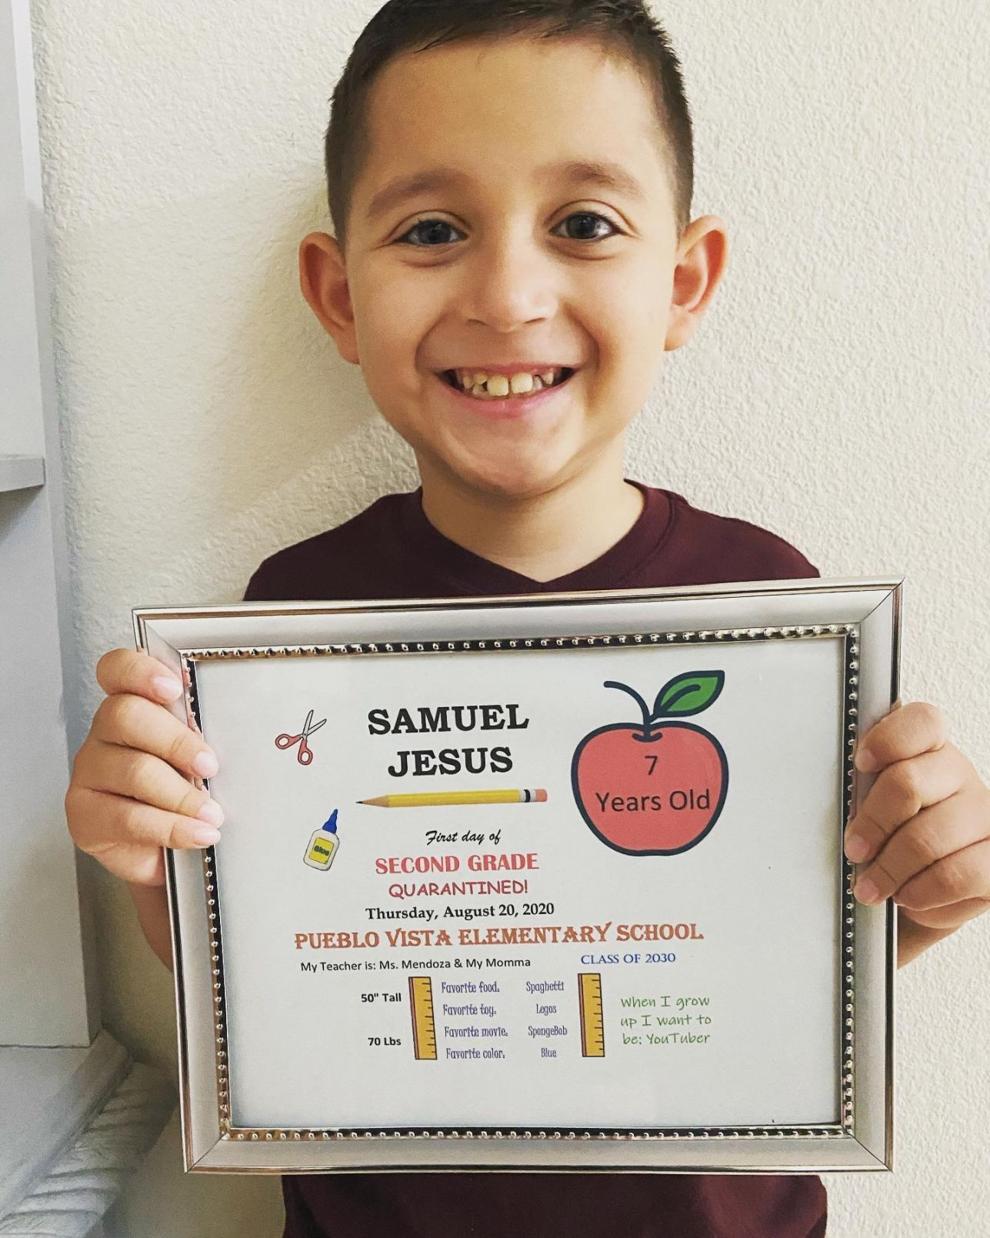 SAMUEL
JESUS
7
Years Old
Glue
First day of
SECOND GRADE
QUARANTINED!
Thursday, August 20, 2020
PUEBLO VISTA ELEMENTARY SCHOOL
My Teacher is: Ms. Mendoza & My Momma
CLASS OF 2030
50" Tall
70 Lbs
Favorite food. Spaghetti
Favorite toy. Legos
Favorite movie. SpongeBob
Favorite color. Blue
When I grow
up I want to
be: YouTuber